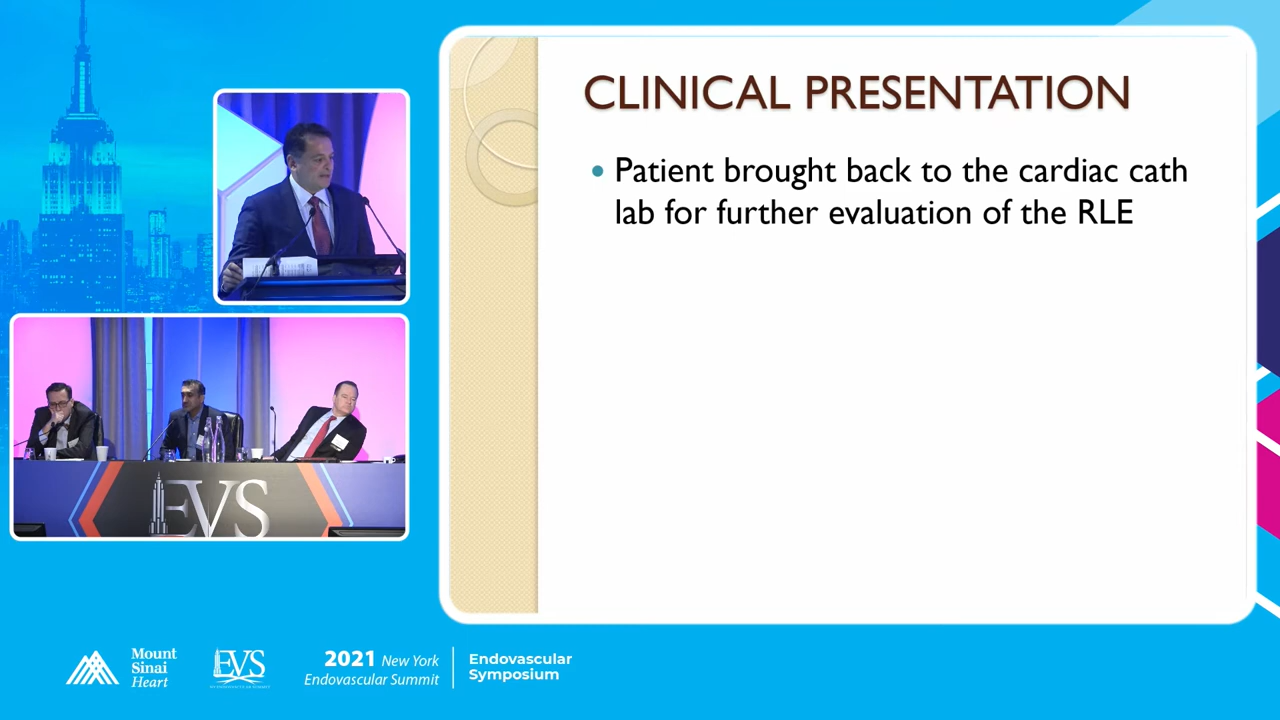 CLINICAL PRESENTATION
• Patient brought back to the cardiac cath
lab for further evaluation of the RLE
EVS
Mount
Sinai
Heart
EVS
2021 New York
Endovascular Summit
Endovascular
Symposium